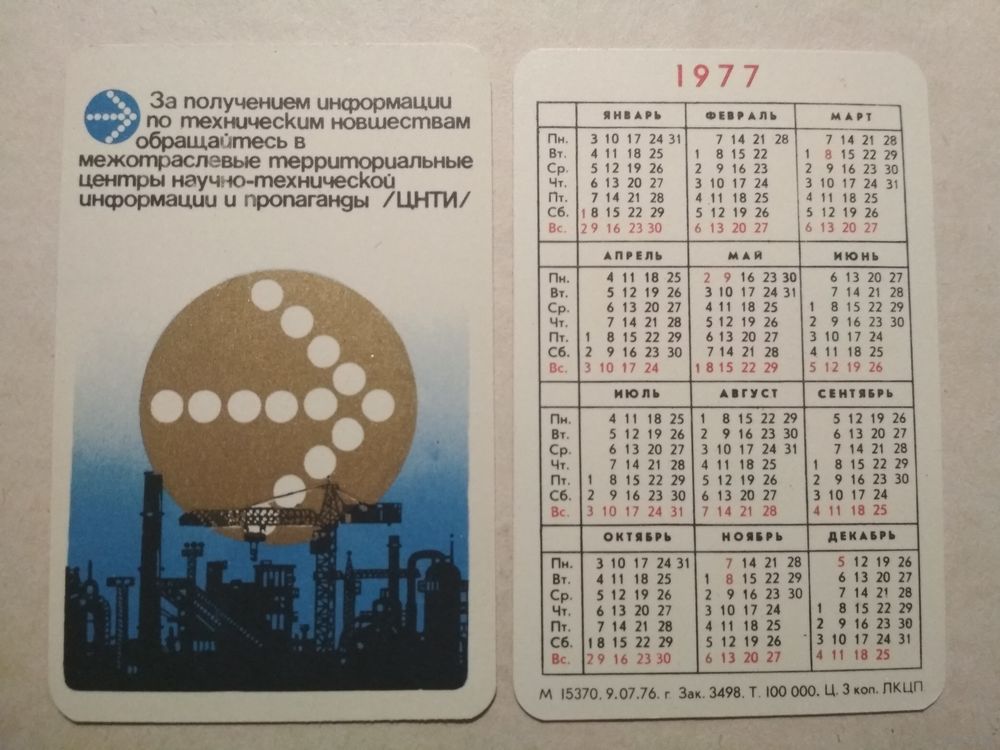 За получением информации
по техническим новшествам
обращайтесь в
межотраслевые территориальные
центры научно-технической
информации и пропаганды /ЦНТИ/
1977
ЯНВАРЬ ФЕВРАЛЬ МАРТ
Пн. 3 10 17 24 31 7 14 21 28 7 14 21 28
Вт. 4 11 18 25 1 8 15 22 1 8 15 22 29
Ср. 5 12 19 26 2 9 16 23 2 9 16 23 30
Чт. 6 13 20 27 3 10 17 24 3 10 17 24 31
Пт. 7 14 21 28 4 11 18 25 4 11 18 25
Сб. 1 8 15 22 29 5 12 19 26 5 12 19 26
Вс. 2 9 16 23 30 6 13 20 27 6 13 20 27
АПРЕЛЬ МАЙ ИЮНЬ
Пн. 4 11 18 25 2 9 16 23 30 6 13 20 27
Вт. 5 12 19 26 3 10 17 24 31 7 14 21 28
Ср. 6 13 20 27 4 11 18 25 1 8 15 22 29
Чт. 7 14 21 28 5 12 19 26 2 9 16 23 30
Пт. 1 8 15 22 29 6 13 20 27 3 10 17 24
Сб. 2 9 16 23 30 7 14 21 28 4 11 18 25
Вс. 3 10 17 24 1 8 15 22 29 5 12 19 26
ИЮЛЬ АВГУСТ СЕНТЯБРЬ
Пн. 4 11 18 25 1 8 15 22 29 5 12 19 26
Вт. 5 12 19 26 2 9 16 23 30 6 13 20 27
Ср. 6 13 20 27 3 10 17 24 31 7 14 21 28
Чт. 7 14 21 28 4 11 18 25 1 8 15 22 29
Пт. 1 8 15 22 29 5 12 19 26 2 9 16 23 30
Сб. 2 9 16 23 30 6 13 20 27 3 10 17 24
Вс. 3 10 17 24 31 7 14 21 28 4 11 18 25
ОКТЯБРЬ НОЯБРЬ ДЕКАБРЬ
Пн. 3 10 17 24 31 7 14 21 28 5 12 19 26
Вт. 4 11 18 25 1 8 15 22 29 6 13 20 27
Ср. 5 12 19 26 2 9 16 23 30 7 14 21 28
Чт. 6 13 20 27 3 10 17 24 1 8 15 22 29
Пт. 7 14 21 28 4 11 18 25 2 9 16 23 30
Сб. 1 8 15 22 29 5 12 19 26 3 10 17 24 31
Вс. 2 9 16 23 30 6 13 20 27 4 11 18 25
М 15370. 9.07.76. г. Зак. 3498. Т. 100 000. Ц. 3 коп. ЛКЦП